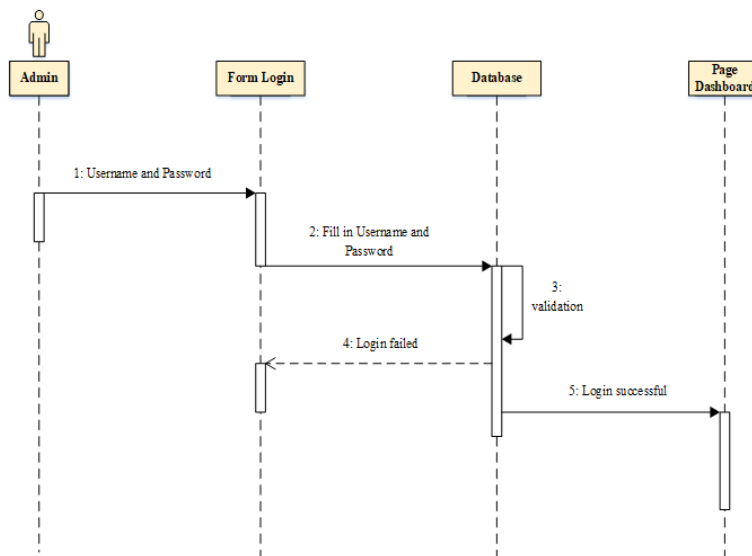 Admin
Form Login
Database
Page
Dashboard
1: Username and Password
2: Fill in Username and
Password
3:
validation
4: Login failed
5: Login successful